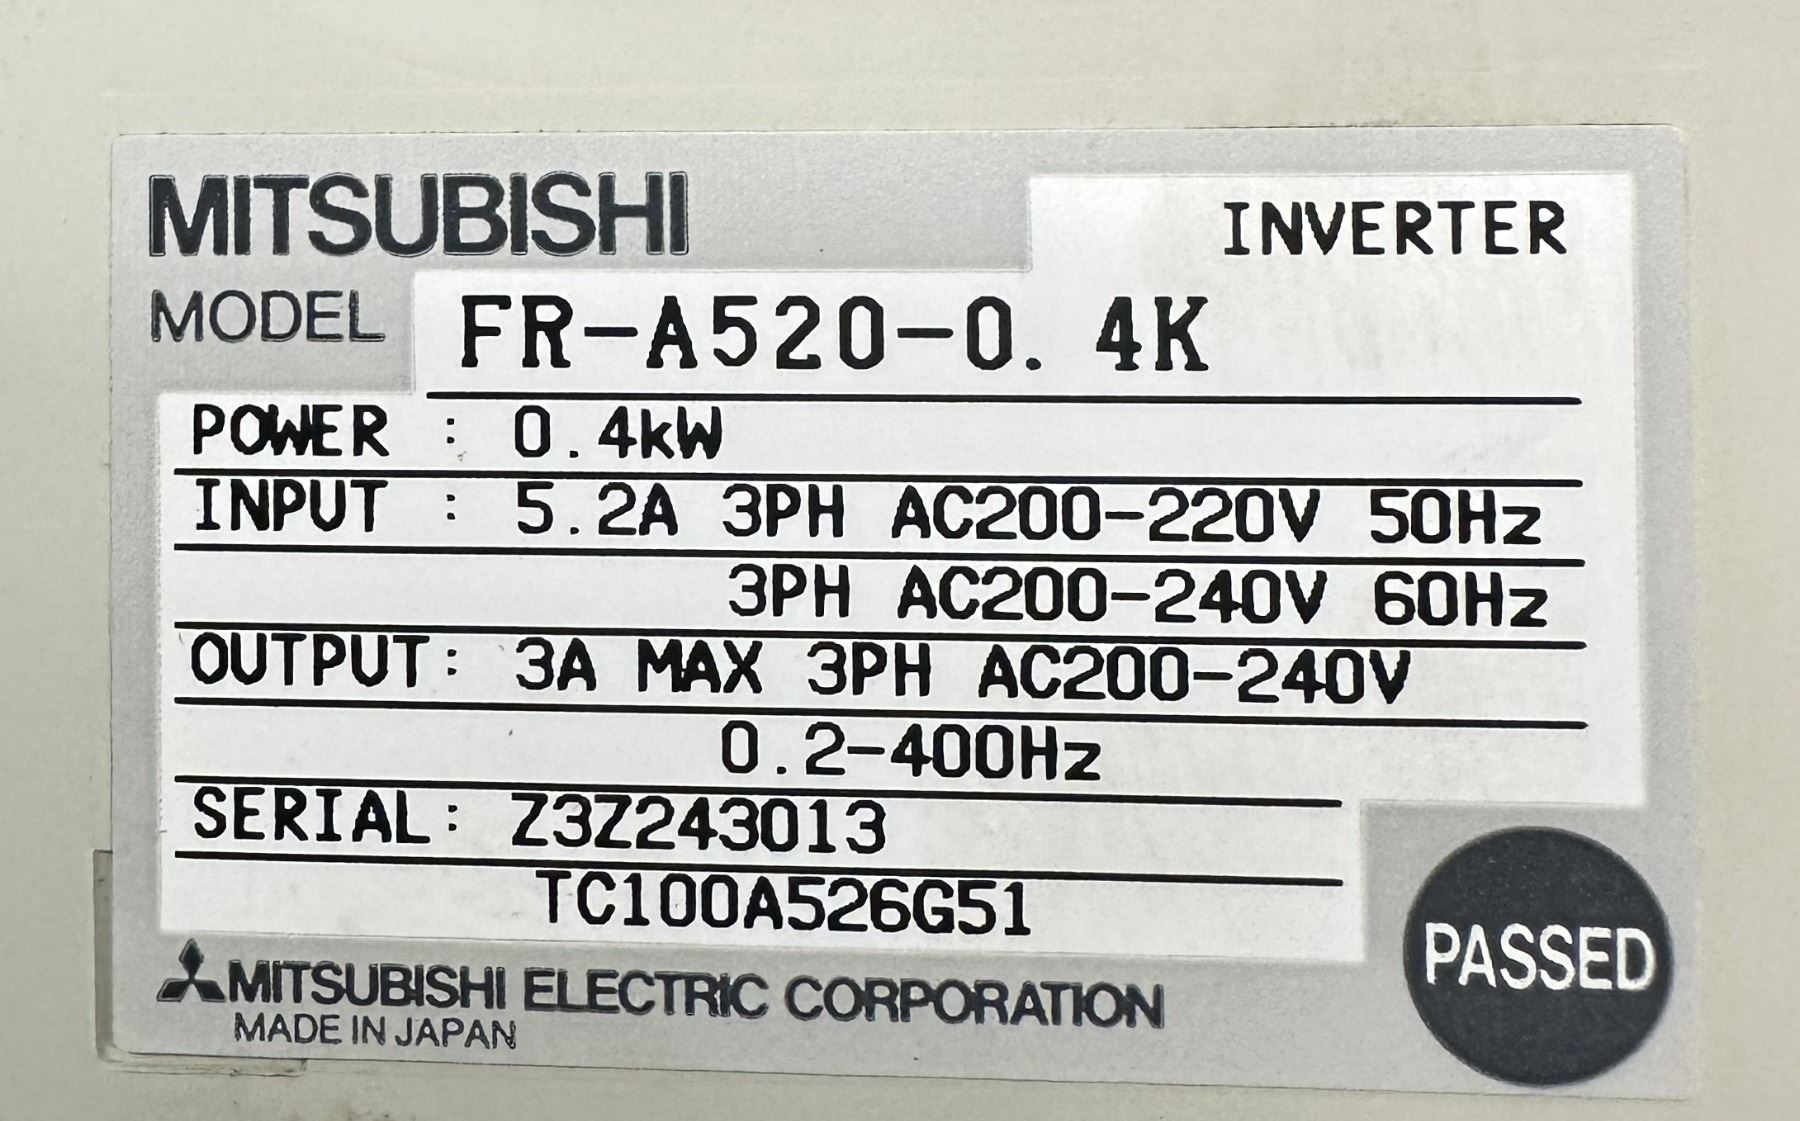 MITSUBISHI
INVERTER
MODEL FR-A520-0.4K
POWER : 0.4kW
INPUT : 5.2A 3PH AC200-220V 50Hz
3PH AC200-240V 60Hz
OUTPUT: 3A MAX 3PH AC200-240V
0.2-400Hz
SERIAL: Z3Z243013
TC100A526G51
PASSED
MITSUBISHI ELECTRIC CORPORATION
MADE IN JAPAN